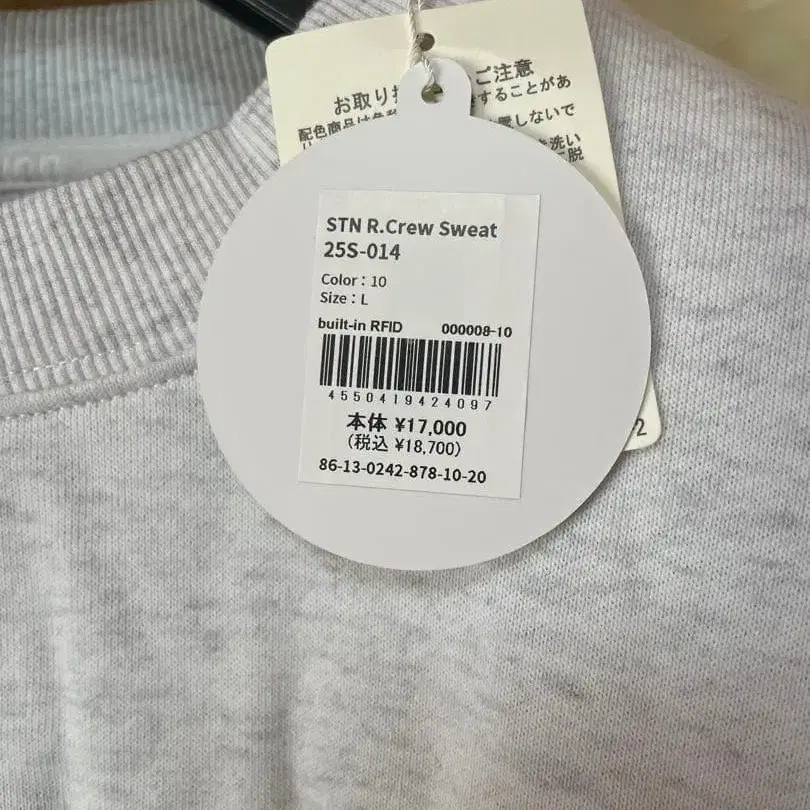 ご注意
お取り
することがあ
配色商品は
しないで
洗い
脱
STN R.Crew Sweat
25S-014
Color：10
Size：L
built-in RFID 000008-10
4550419424097
本体 ¥17,000
(税込 ¥18,700)
86-13-0242-878-10-20
-2